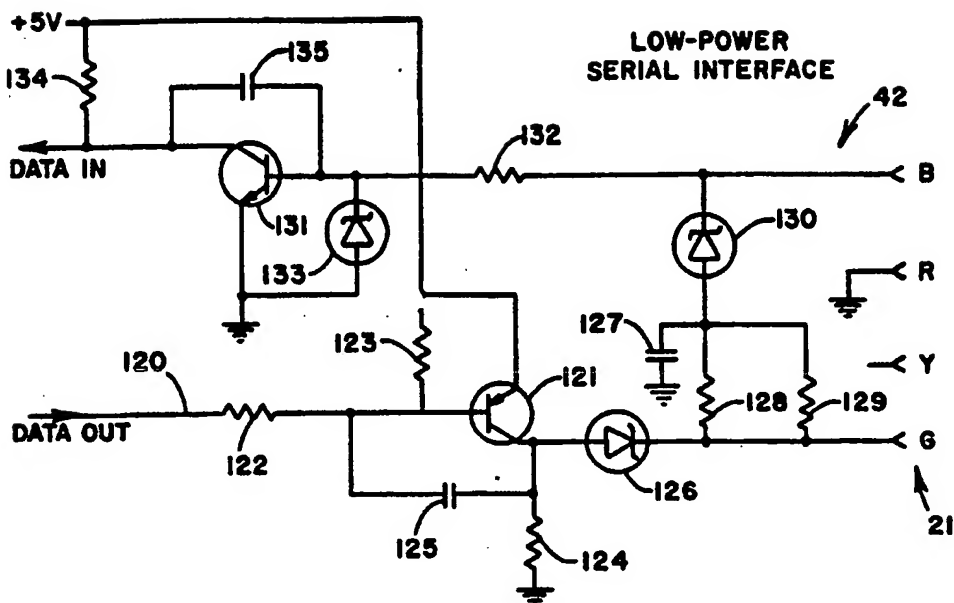 +5V
135
LOW-POWER
SERIAL INTERFACE
134
42
132
DATA IN
B
131
130
133
R
127
123
120
121
Y
128
129
DATA OUT
122
G
126
125
124
21